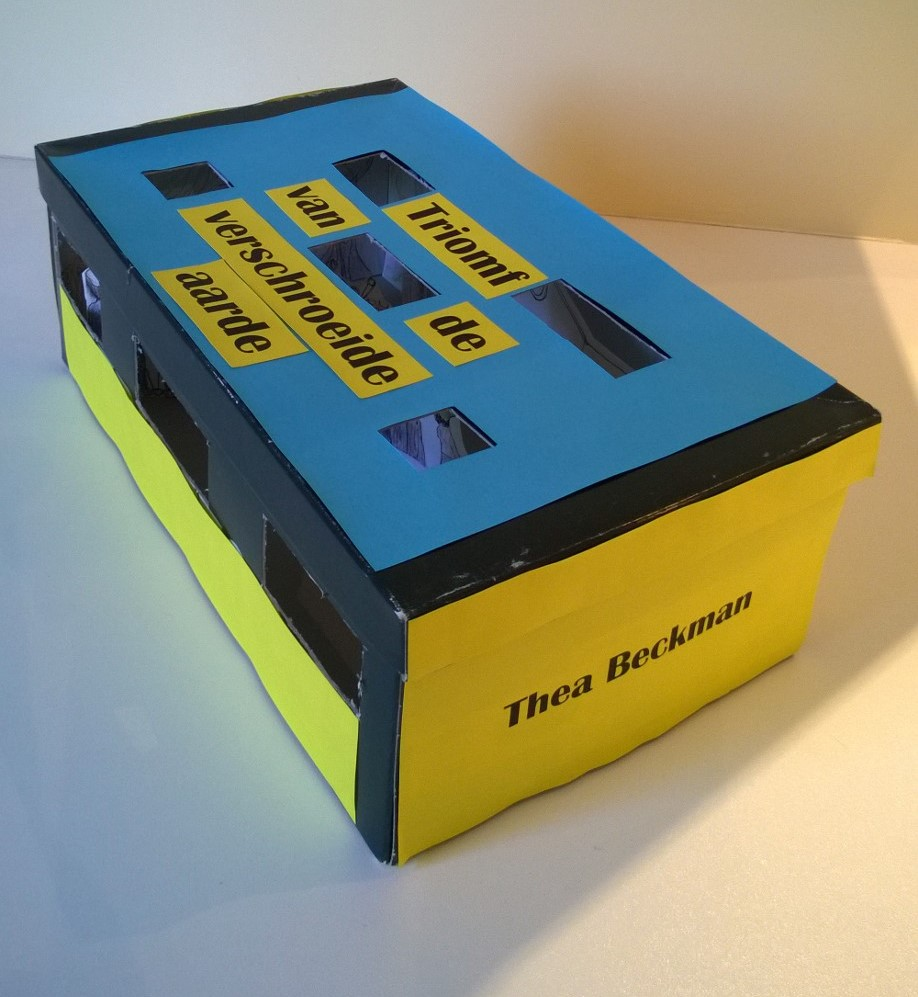 Triomf
van de
verschroeide
aarde
Thea Beckman